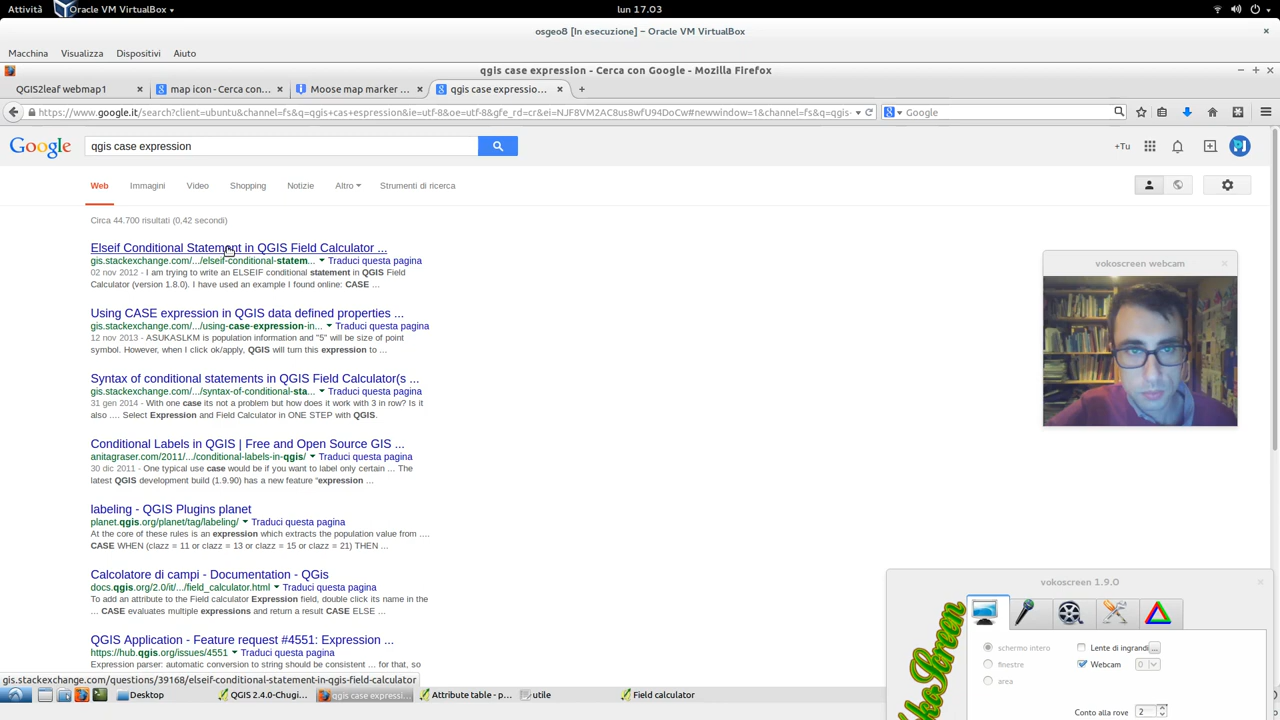 Attività
Oracle VM VirtualBox
lun 17.03
osgeo8 [In esecuzione] – Oracle VM VirtualBox
Macchina Visualizza Dispositivi Aiuto
qgis case expression - Cerca con Google - Mozilla Firefox
QGIS2leaf webmap1
map icon - Cerca con...
Moose map marker ...
qgis case expressio...
https://www.google.it/search?client=ubuntu&channel=fs&q=qgis+cas+espression&ie=utf-8&oe=utf-8&gfe_rd=cr&ei=NJF8VM2AC8us8wfU94DoCw#newwindow=1&channel=fs&q=qgis-
Google
Google
qgis case expression
+Tu
Web Immagini Video Shopping Notizie Altro Strumenti di ricerca
Circa 44.700 risultati (0,42 secondi)
Elseif Conditional Statement in QGIS Field Calculator ...
gis.stackexchange.com/.../elseif-conditional-statem... Traduci questa pagina
02 nov 2012 - I am trying to write an ELSEIF conditional statement in QGIS Field
Calculator (version 1.8.0). I have used an example I found online: CASE ...
Using CASE expression in QGIS data defined properties ...
gis.stackexchange.com/.../using-case-expression-in... Traduci questa pagina
12 nov 2013 - ASUKASLKM is population information and "5" will be size of point
symbol. However, when I click ok/apply, QGIS will turn this expression to ...
Syntax of conditional statements in QGIS Field Calculator(s ...
gis.stackexchange.com/.../syntax-of-conditional-sta... Traduci questa pagina
31 gen 2014 - With one case its not a problem but how does it work with 3 in row? Is it
also .... Select Expression and Field Calculator in ONE STEP with QGIS.
Conditional Labels in QGIS | Free and Open Source GIS ...
anitagraser.com/2011/.../conditional-labels-in-qgis/ Traduci questa pagina
30 dic 2011 - One typical use case would be if you want to label only certain ... The
latest QGIS development build (1.9.90) has a new feature “expression ...
labeling - QGIS Plugins planet
planet.qgis.org/planet/tag/labeling/ Traduci questa pagina
At the core of these rules is an expression which extracts the population value from ....
CASE WHEN (clazz = 11 or clazz = 13 or clazz = 15 or clazz = 21) THEN ...
Calcolatore di campi - Documentation - QGis
docs.qgis.org/2.0/it/.../field_calculator.html Traduci questa pagina
To add an attribute to the Field calculator Expression field, double click its name in the
... CASE evaluates multiple expressions and return a result CASE ELSE ...
QGIS Application - Feature request #4551: Expression ...
https://hub.qgis.org/issues/4551 Traduci questa pagina
Expression parser: automatic conversion to string should be consistent ... for that, so
gis.stackexchange.com/questions/39168/elseif-conditional-statement-in-qgis-field-calculator
vokoscreen webcam
vokoscreen 1.9.0
VokoScreen
schermo intero
finestre
area
Lente di ingrandi
...
Webcam
0
Conto alla rove
2
Desktop
QGIS 2.4.0-Chugi...
qgis case expressi...
Attribute table - p...
utile
Field calculator